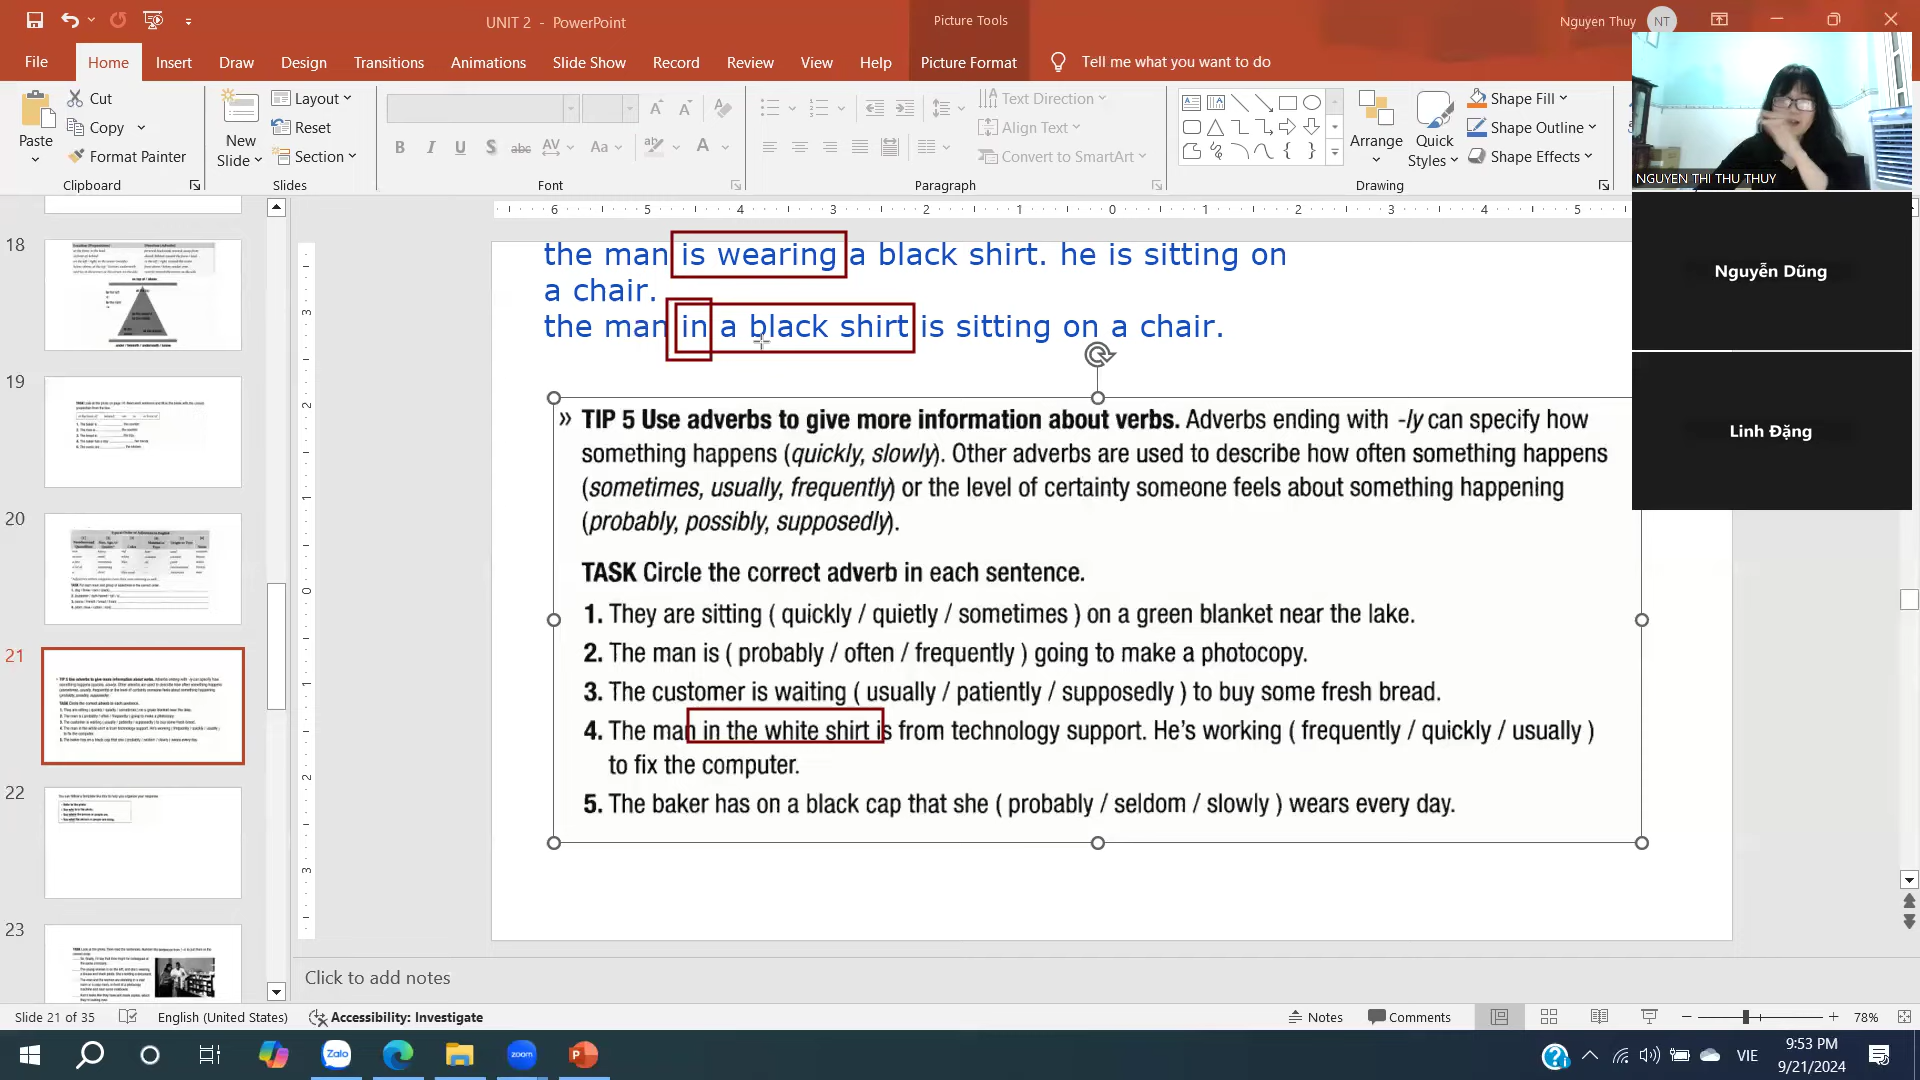 UNIT 2 - PowerPoint
Picture Tools
Nguyen Thuy
NT
File
Home
Insert
Draw
Design
Transitions
Animations
Slide Show
Record
Review
View
Help
Picture Format
Tell me what you want to do
Paste
Cut
Copy
Format Painter
Clipboard
New Slide
Layout
Reset
Section
Slides
Font
Text Direction
Align Text
Convert to SmartArt
Paragraph
Arrange
Quick Styles
Shape Fill
Shape Outline
Shape Effects
Drawing
NGUYEN THI THU THUY
Nguyễn Dũng
Linh Đặng
18
19
20
21
22
23
the man is wearing a black shirt. he is sitting on
a chair.
the man in a black shirt is sitting on a chair.
» TIP 5 Use adverbs to give more information about verbs. Adverbs ending with -ly can specify how
something happens (quickly, slowly). Other adverbs are used to describe how often something happens
(sometimes, usually, frequently) or the level of certainty someone feels about something happening
(probably, possibly, supposedly).
TASK Circle the correct adverb in each sentence.
1. They are sitting ( quickly / quietly / sometimes ) on a green blanket near the lake.
2. The man is ( probably / often / frequently ) going to make a photocopy.
3. The customer is waiting ( usually / patiently / supposedly ) to buy some fresh bread.
4. The man in the white shirt is from technology support. He's working ( frequently / quickly / usually )
to fix the computer.
5. The baker has on a black cap that she ( probably / seldom / slowly ) wears every day.
Click to add notes
Slide 21 of 35
English (United States)
Accessibility: Investigate
Notes
Comments
78%
Zalo
zoom
VIE
9:53 PM
9/21/2024